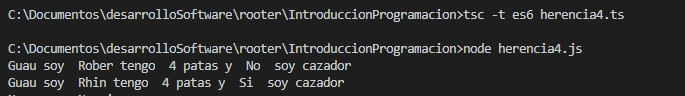 C:\Documentos\desarrolloSoftware\rooter\IntroduccionProgramacion>tsc -t es6 herencia4.ts
C:\Documentos\desarrolloSoftware\rooter\IntroduccionProgramacion>node herencia4.js
Guau soy  Rober tengo  4 patas y  No  soy cazador
Guau soy  Rhin tengo  4 patas y  Si  soy cazador